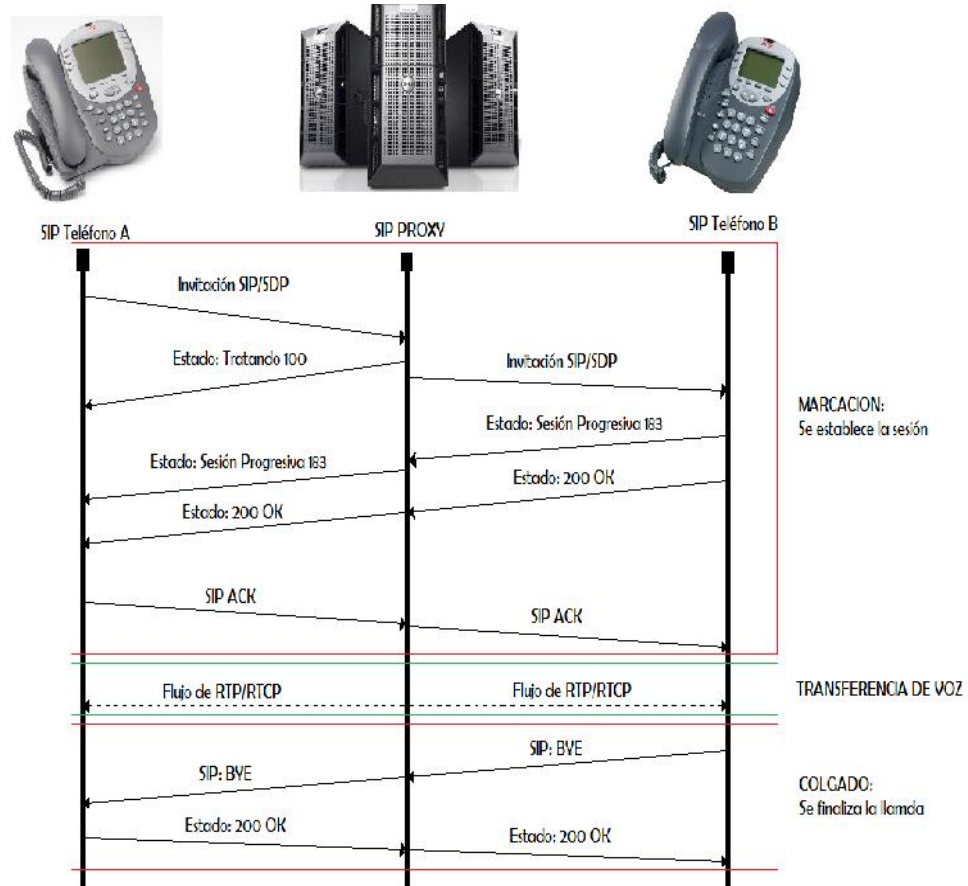 SIP Teléfono A
SIP PROXY
SIP Teléfono B
Invitación SIP/SDP
Estado: Tratando 100
Invitación SIP/SDP
Estado: Sesión Progresiva 183
Estado: Sesión Progresiva 183
Estado: 200 OK
Estado: 200 OK
MARCACION:
Se establece la sesión
SIP ACK
SIP ACK
Flujo de RTP/RTCP
Flujo de RTP/RTCP
TRANSFERENCIA DE VOZ
SIP: BYE
SIP: BYE
COLGADO:
Se finaliza la llamda
Estado: 200 OK
Estado: 200 OK